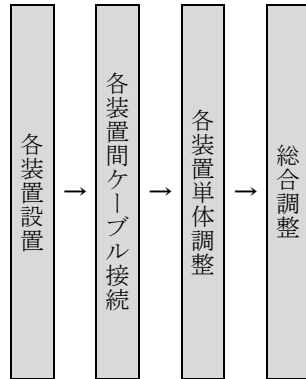 各装置設置
→
各装置間ケーブル接続
→
各装置単体調整
→
総合調整